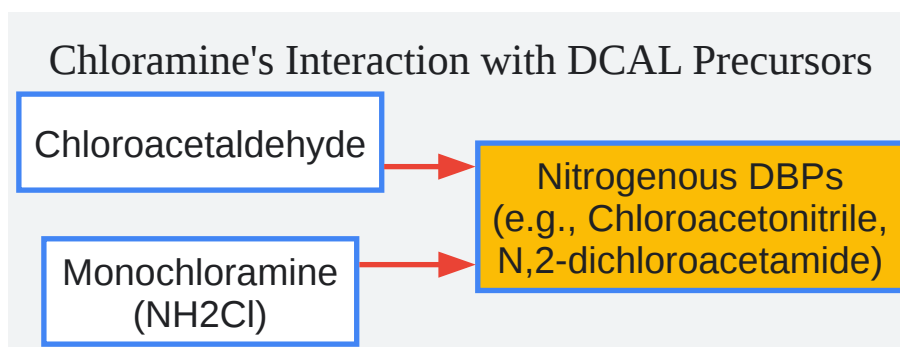 Chloramine's Interaction with DCAL Precursors
Chloroacetaldehyde
Monochloramine
(NH2Cl)
Nitrogenous DBPs
(e.g., Chloroacetonitrile,
N,2-dichloroacetamide)